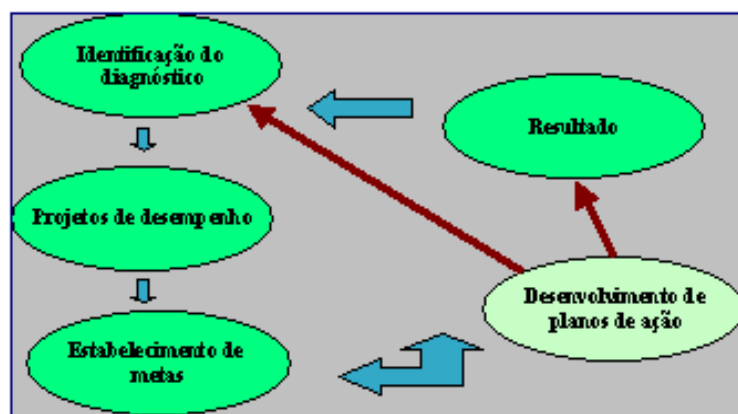 Identificação do
diagnóstico
Resultado
Projetos de desempenho
Desenvolvimento de
planos de ação
Estabelecimento de
metas